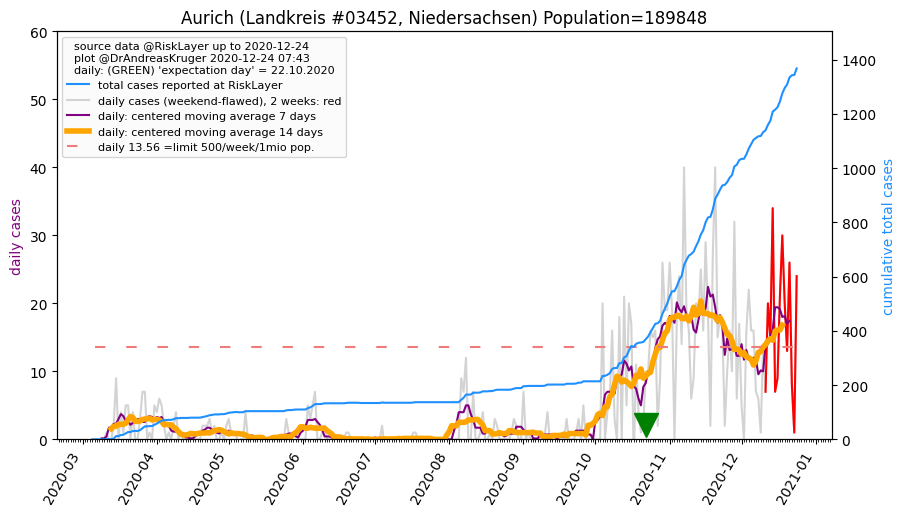 Aurich (Landkreis #03452, Niedersachsen) Population=189848
source data @RiskLayer up to 2020-12-24
plot @DrAndreasKruger 2020-12-24 07:43
daily: (GREEN) 'expectation day' = 22.10.2020
total cases reported at RiskLayer
daily cases (weekend-flawed), 2 weeks: red
daily: centered moving average 7 days
daily: centered moving average 14 days
daily 13.56 =limit 500/week/1mio pop.
daily cases
60
50
40
30
20
10
0
cumulative total cases
1400
1200
1000
800
600
400
200
0
2020-03
2020-04
2020-05
2020-06
2020-07
2020-08
2020-09
2020-10
2020-11
2020-12
2021-01